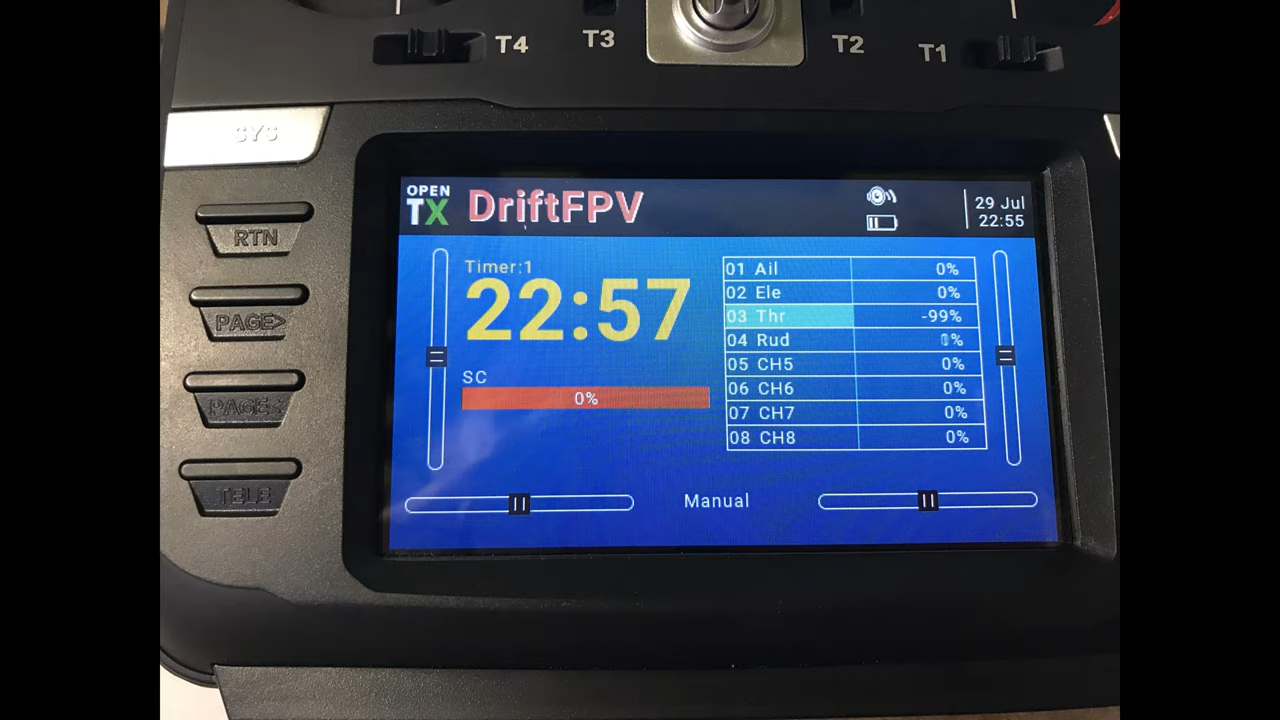 T4 T3 T2 T1
SYS
RTN
PAGE>
PAGE<
TELE
OPEN
TX
DriftFPV
29 Jul
22:55
Timer:1
22:57
SC
0%
01 Ail 0%
02 Ele 0%
03 Thr -99%
04 Rud 0%
05 CH5 0%
06 CH6 0%
07 CH7 0%
08 CH8 0%
Manual